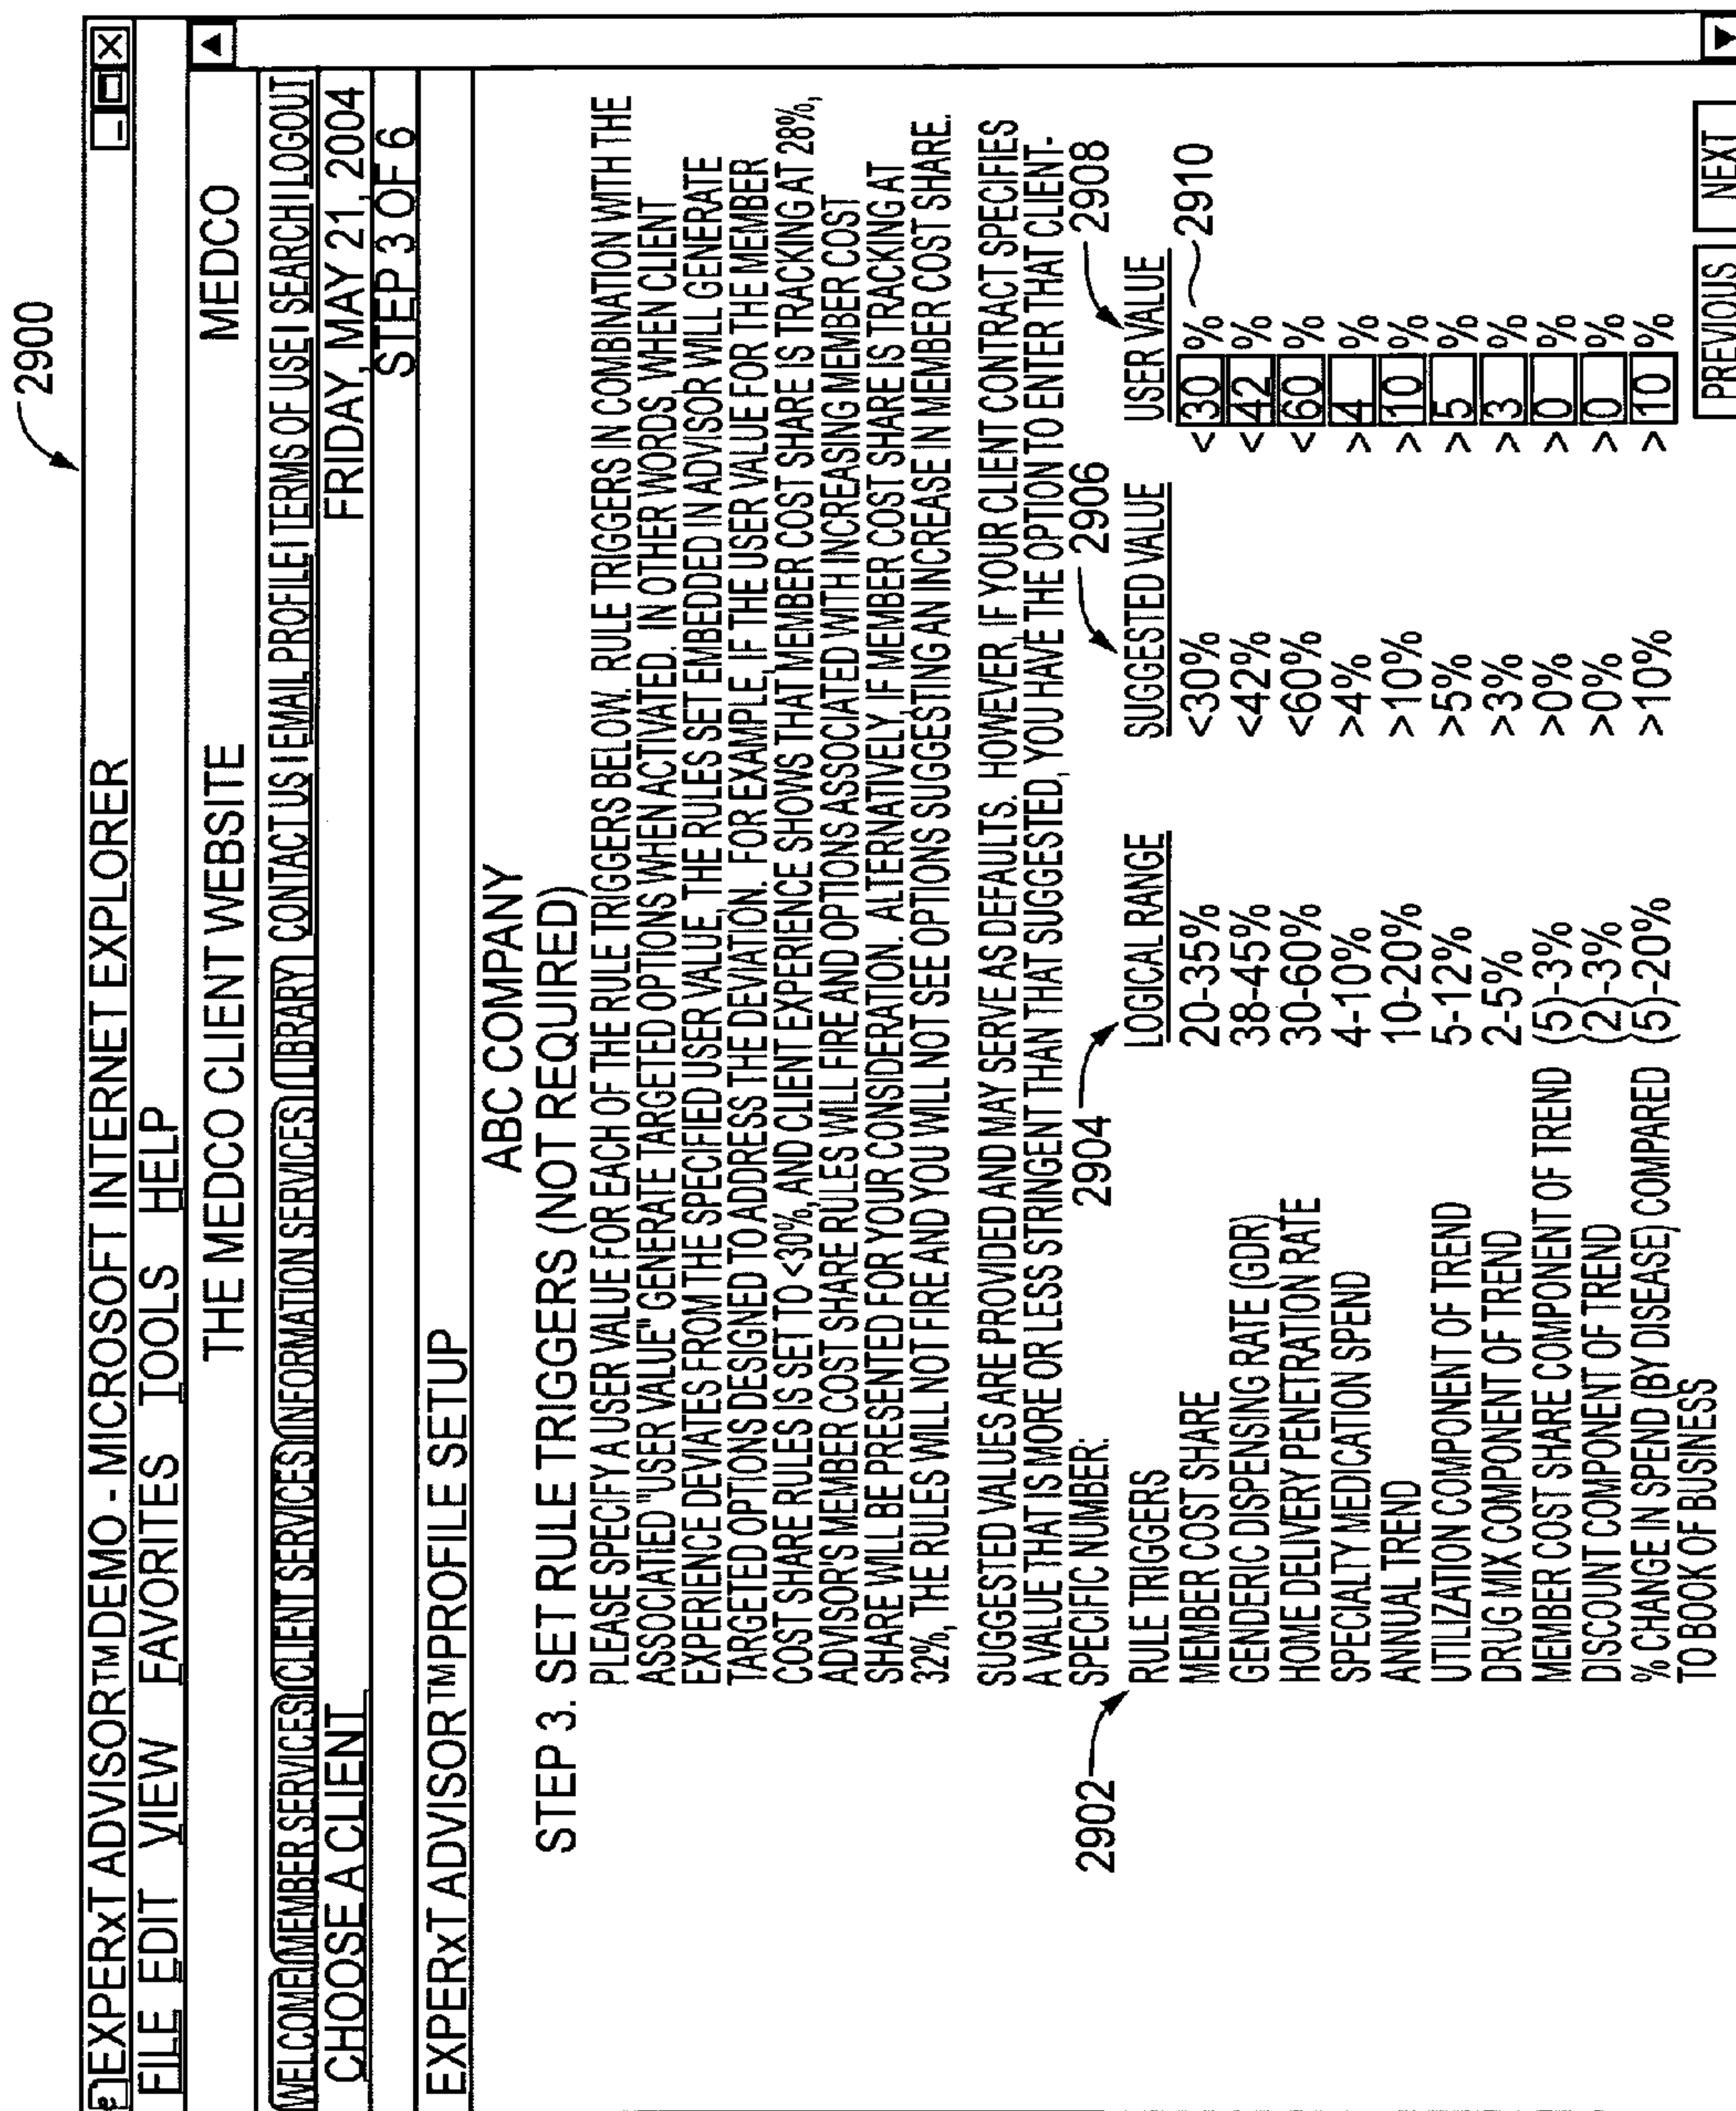 2900
EXPERxT ADVISOR™DEMO - MICROSOFT INTERNET EXPLORER
FILE EDIT VIEW FAVORITES TOOLS HELP
THE MEDCO CLIENT WEBSITE MEDCO
WELCOME MEMBER SERVICES CLIENT SERVICES INFORMATION SERVICES LIBRARY CONTACT US | EMAIL PROFILE | TERMS OF USE | SEARCH | LOGOUT
CHOOSE A CLIENT FRIDAY, MAY 21, 2004
STEP 3 OF 6
EXPERxT ADVISOR™PROFILE SETUP
ABC COMPANY
STEP 3. SET RULE TRIGGERS (NOT REQUIRED)
PLEASE SPECIFY A USER VALUE FOR EACH OF THE RULE TRIGGERS BELOW. RULE TRIGGERS IN COMBINATION WITH THE
ASSOCIATIED "USER VALUE" GENERATE TARGETED OPTIONS WHEN ACTIVATED. IN OTHER WORDS, WHEN CLIENT
EXPERIENCE DEVIATES FROM THE SPECIFIED USER VALUE, THE RULES SET EMBEDDED IN ADVISOR WILL GENERATE
TARGETED OPTIONS DESIGNED TO ADDRESS THE DEVIATION. FOR EXAMPLE, IF THE USER VALUE FOR THE MEMBER
COST SHARE RULES IS SET TO <30%, AND CLIENT EXPERIENCE SHOWS THAT MEMBER COST SHARE IS TRACKING AT 28%,
ADVISOR'S MEMBER COST SHARE RULES WILL FIRE AND OPTIONS ASSOCIATED WITH INCREASING MEMBER COST
SHARE WILL BE PRESENTED FOR YOUR CONSIDERATION. ALTERNATIVELY, IF MEMBER COST SHARE IS TRACKING AT
32%, THE RULES WILL NOT FIRE AND YOU WILL NOT SEE OPTIONS SUGGESTING AN INCREASE IN MEMBER COST SHARE.
SUGGESTED VALUES ARE PROVIDED AND MAY SERVE AS DEFAULTS. HOWEVER, IF YOUR CLIENT CONTRACT SPECIFIES
A VALUE THAT IS MORE OR LESS STRINGENT THAN THAT SUGGESTED, YOU HAVE THE OPTION TO ENTER THAT CLIENT-
SPECIFIC NUMBER.
2902 2904 2906 2908
RULE TRIGGERS LOGICAL RANGE SUGGESTED VALUE USER VALUE
MEMBER COST SHARE 20-35% <30% < 30 % 2910
GENDERIC DISPENSING RATE (GDR) 38-45% <42% < 42 %
HOME DELIVERY PENETRATION RATE 30-60% <60% < 60 %
SPECIALTY MEDICATION SPEND 4-10% >4% > 4 %
ANNUAL TREND 10-20% >10% > 10 %
UTILIZATION COMPONENT OF TREND 5-12% >5% > 5 %
DRUG MIX COMPONENT OF TREND 2-5% >3% > 3 %
MEMBER COST SHARE COMPONENT OF TREND (5)-3% >0% > 0 %
DISCOUNT COMPONENT OF TREND (2)-3% >0% > 0 %
% CHANGE IN SPEND (BY DISEASE) COMPARED (5)-20% >10% > 10 %
TO BOOK OF BUSINESS
PREVIOUS NEXT